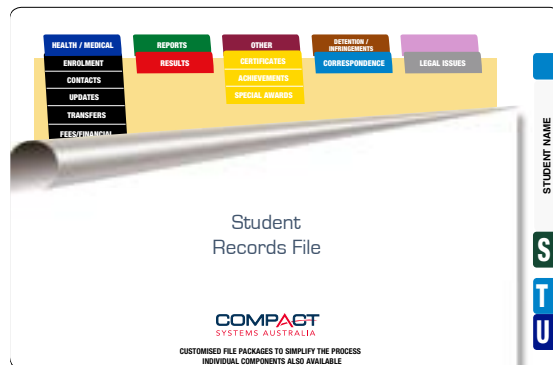 HEALTH / MEDICAL
ENROLMENT
CONTACTS
UPDATES
TRANSFERS
FEES/FINANCIAL
REPORTS
RESULTS
OTHER
CERTIFICATES
ACHIEVEMENTS
SPECIAL AWARDS
DETENTION /
INFRINGEMENTS
CORRESPONDENCE
LEGAL ISSUES
STUDENT NAME
S
T
U
Student
Records File
COMPACT
SYSTEMS AUSTRALIA
CUSTOMISED FILE PACKAGES TO SIMPLIFY THE PROCESS
INDIVIDUAL COMPONENTS ALSO AVAILABLE